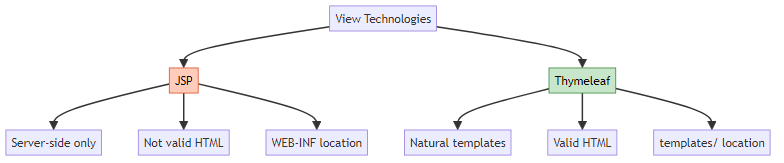 View Technologies
JSP
Thymeleaf
Server-side only
Not valid HTML
WEB-INF location
Natural templates
Valid HTML
templates/ location